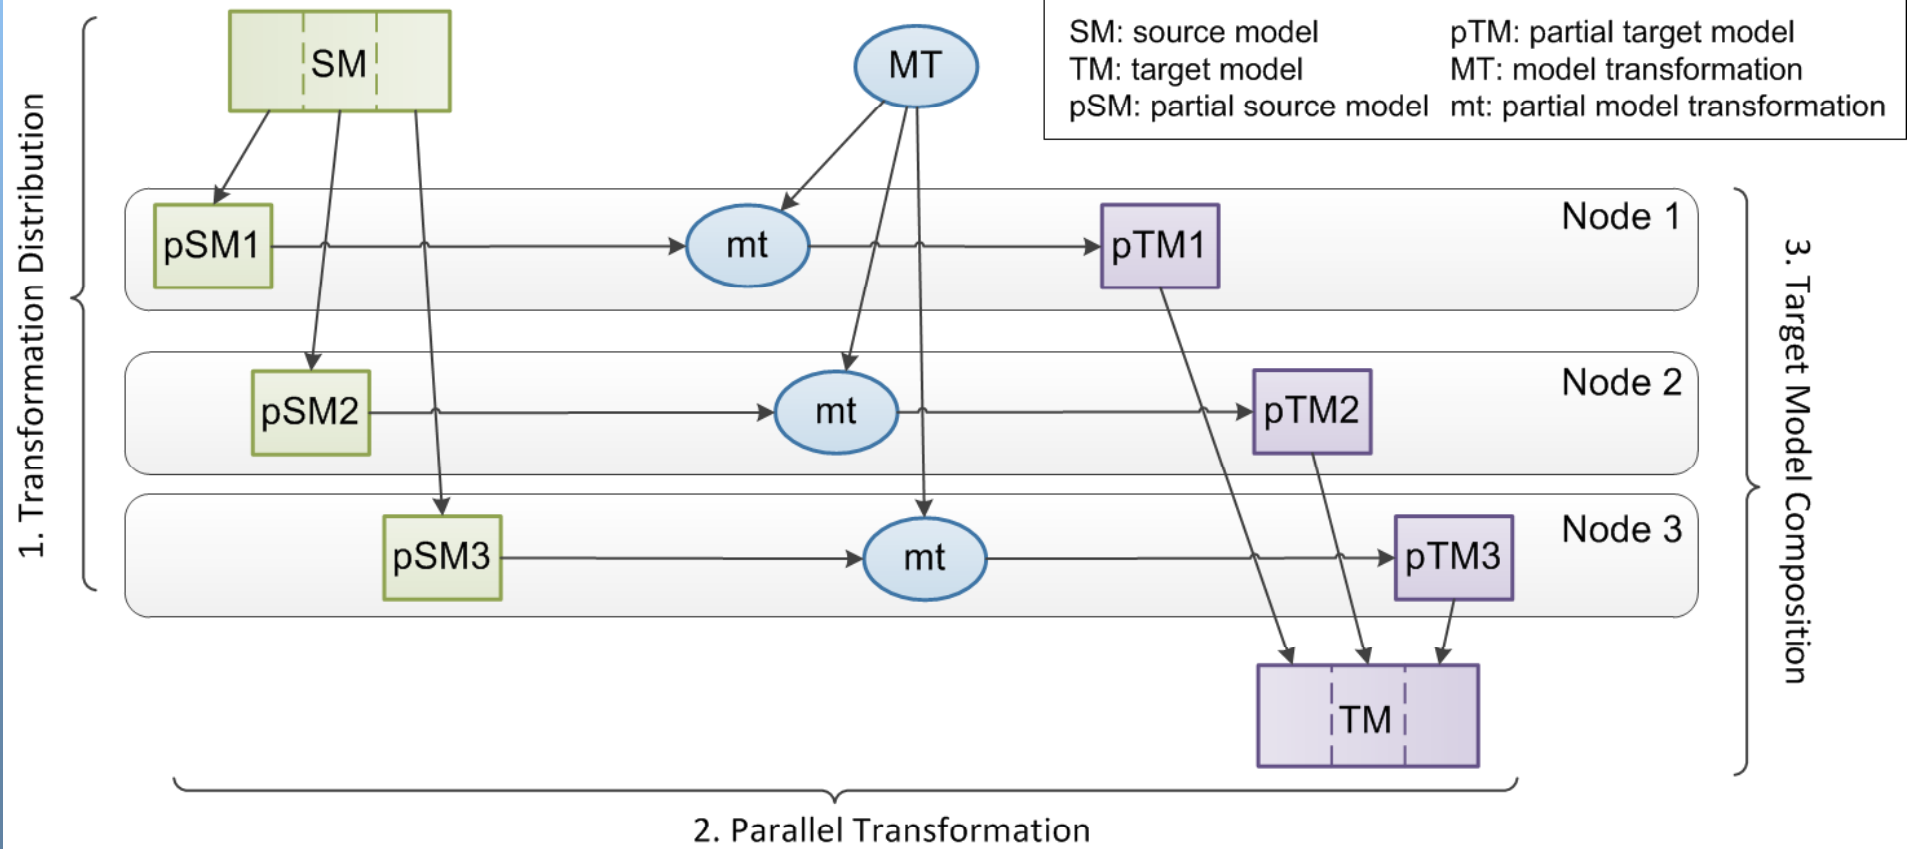 SM
MT
SM: source model
pTM: partial target model
TM: target model
MT: model transformation
pSM: partial source model
mt: partial model transformation
1. Transformation Distribution
pSM1
mt
pTM1
Node 1
pSM2
mt
pTM2
Node 2
pSM3
mt
pTM3
Node 3
3. Target Model Composition
TM
2. Parallel Transformation